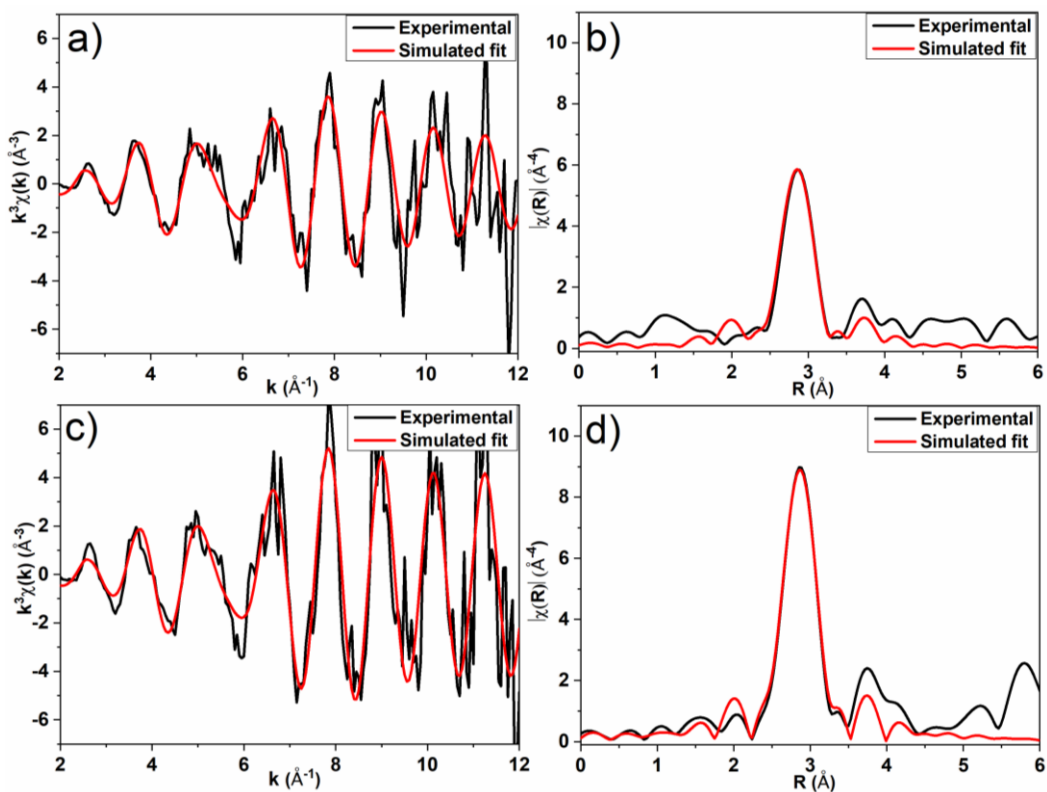 a)
Experimental
Simulated fit
6
4
2
0
-2
-4
-6
k³χ(k) (Å⁻³)
2 4 6 8 10 12
k (Å⁻¹)
b)
Experimental
Simulated fit
10
8
6
4
2
0
|χ(R)| (Å⁻⁴)
0 1 2 3 4 5 6
R (Å)
c)
Experimental
Simulated fit
6
4
2
0
-2
-4
-6
k³χ(k) (Å⁻³)
2 4 6 8 10 12
k (Å⁻¹)
d)
Experimental
Simulated fit
10
8
6
4
2
0
|χ(R)| (Å⁻⁴)
0 1 2 3 4 5 6
R (Å)